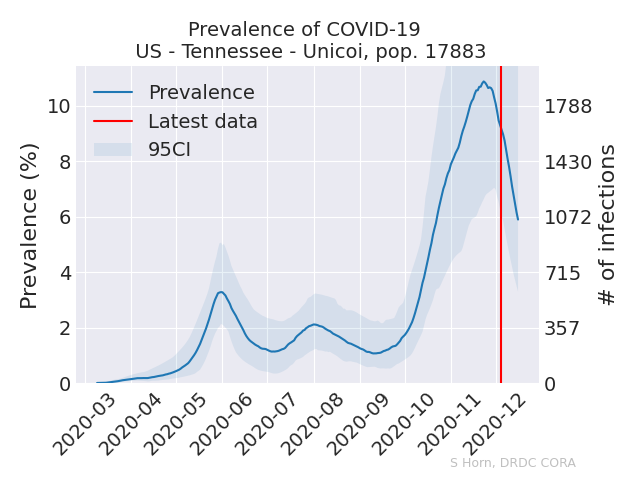 Prevalence of COVID-19
US - Tennessee - Unicoi, pop. 17883
Prevalence
Latest data
95CI
Prevalence (%)
10
8
6
4
2
0
1788
1430
1072
715
357
0
# of infections
2020-03
2020-04
2020-05
2020-06
2020-07
2020-08
2020-09
2020-10
2020-11
2020-12
S Horn, DRDC CORA